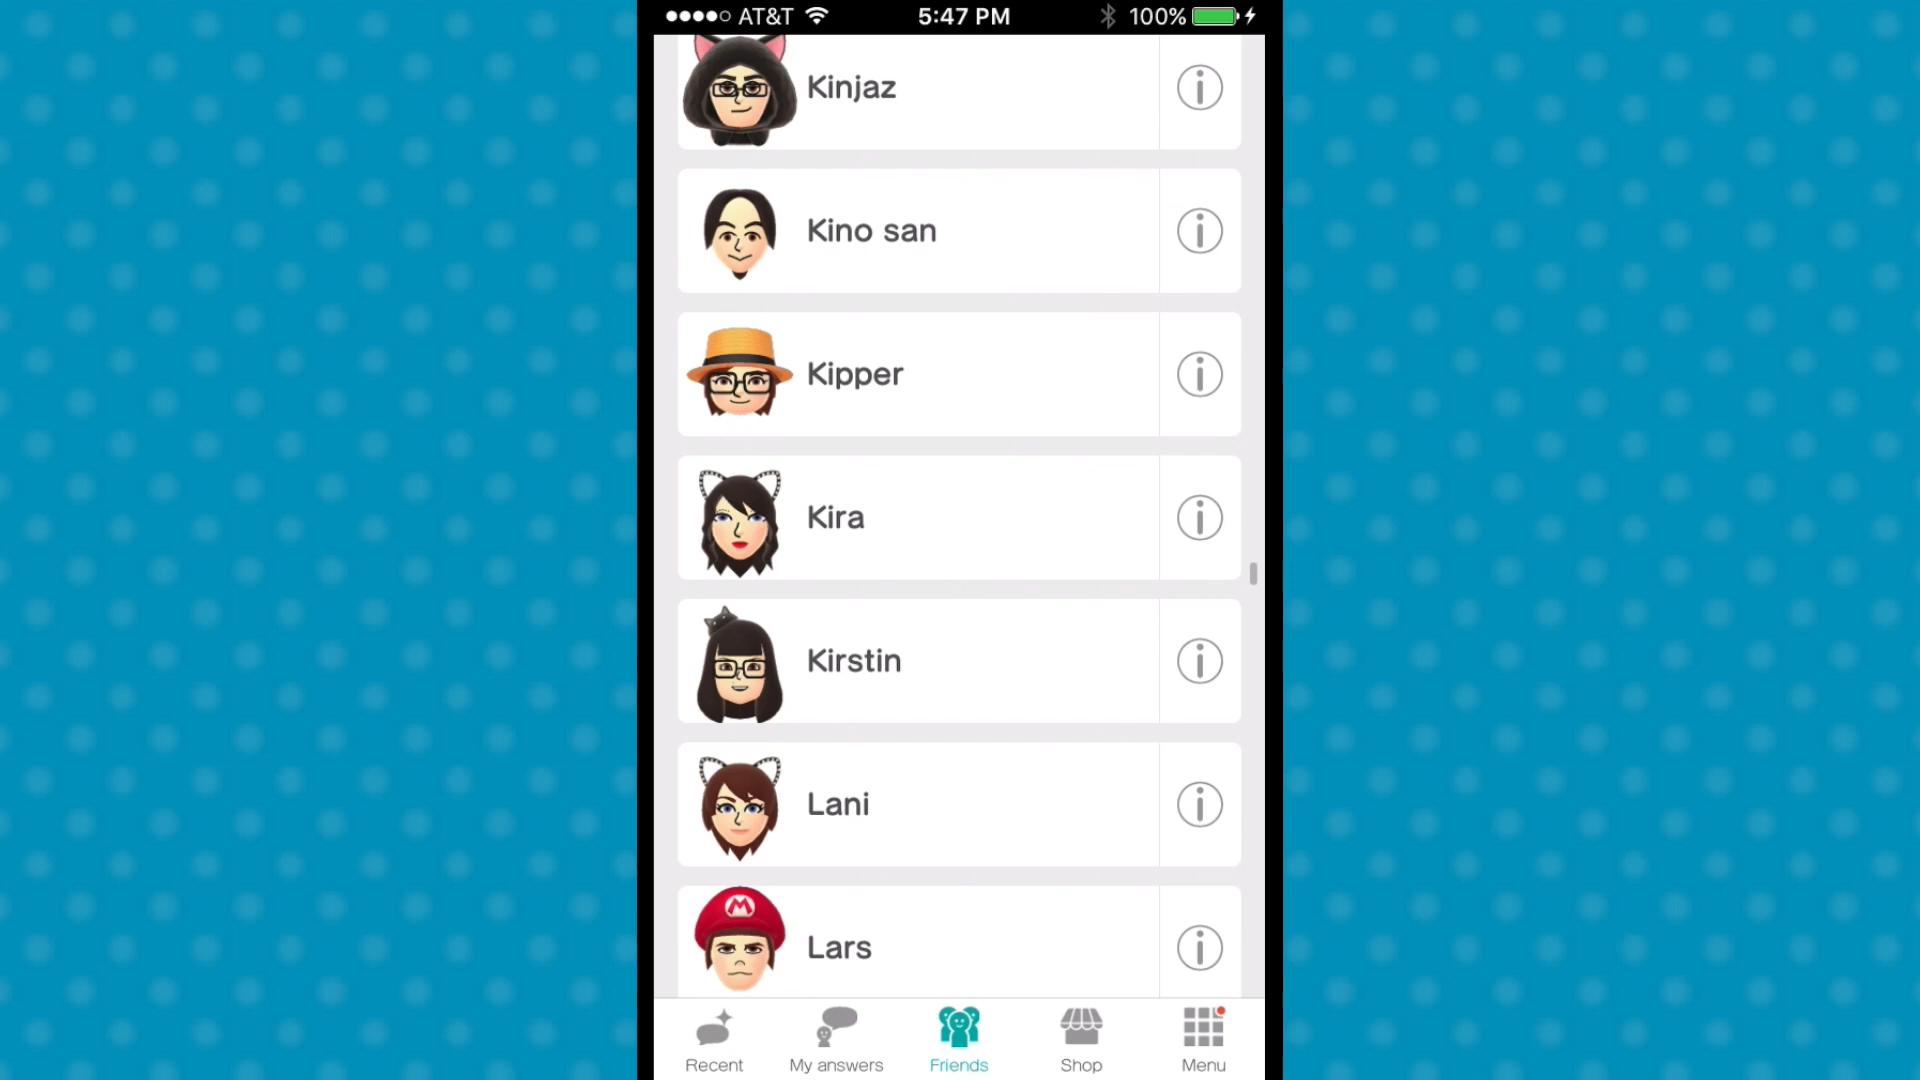 AT&T 5:47 PM 100%
Kinjaz
Kino san
Kipper
Kira
Kirstin
Lani
M
Lars
Recent My answers Friends Shop Menu